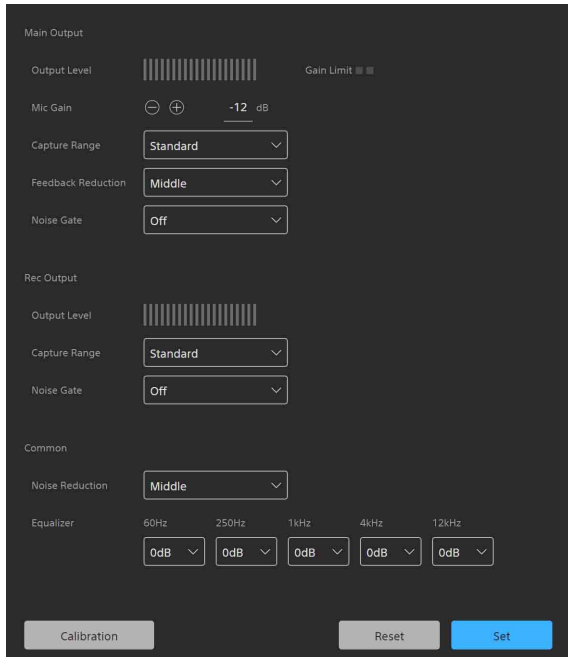 Main Output
Output Level Gain Limit
Mic Gain -12 dB
Capture Range Standard
Feedback Reduction Middle
Noise Gate Off
Rec Output
Output Level
Capture Range Standard
Noise Gate Off
Common
Noise Reduction Middle
Equalizer 60Hz 250Hz 1kHz 4kHz 12kHz
0dB 0dB 0dB 0dB 0dB
Calibration Reset Set